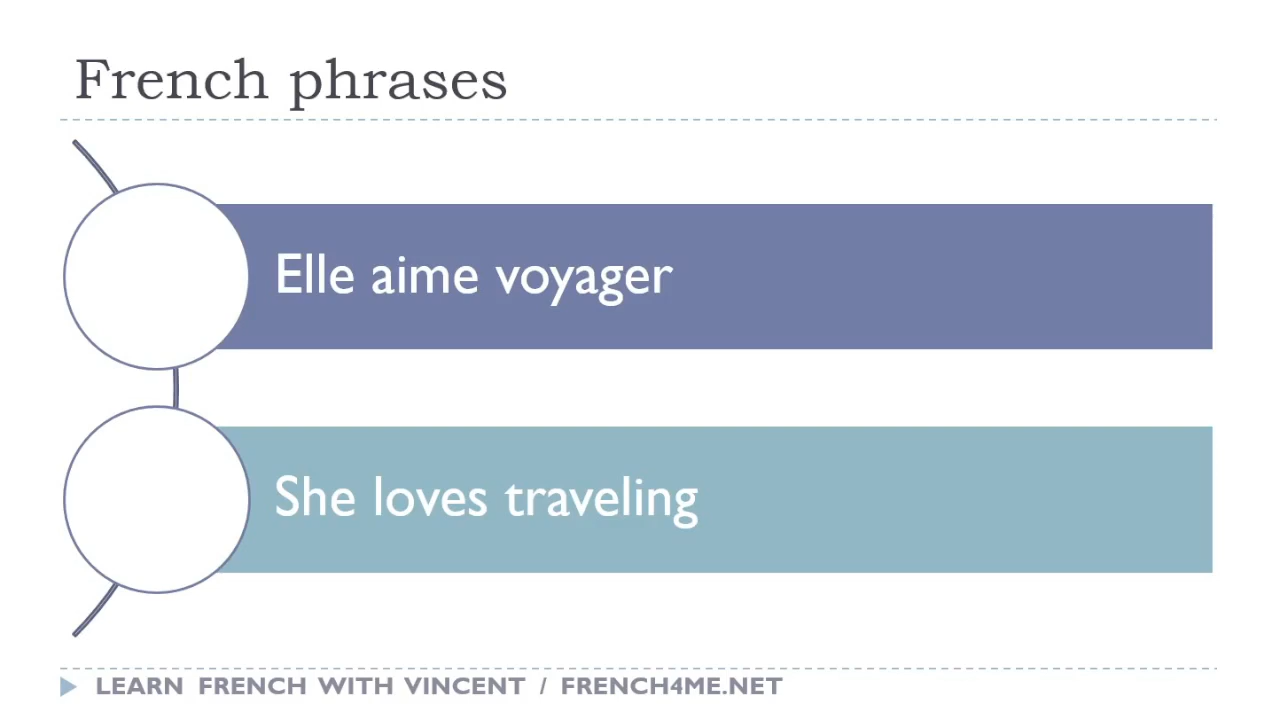 French phrases
Elle aime voyager
She loves traveling
LEARN FRENCH WITH VINCENT / FRENCH4ME.NET